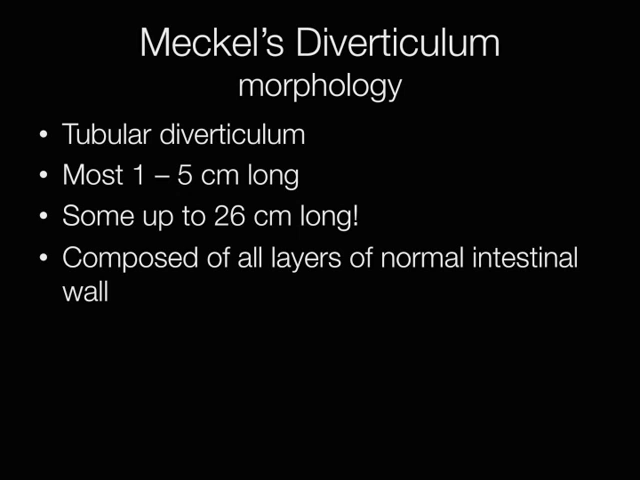 Meckel’s Diverticulum
morphology
• Tubular diverticulum
• Most 1 – 5 cm long
• Some up to 26 cm long!
• Composed of all layers of normal intestinal
wall